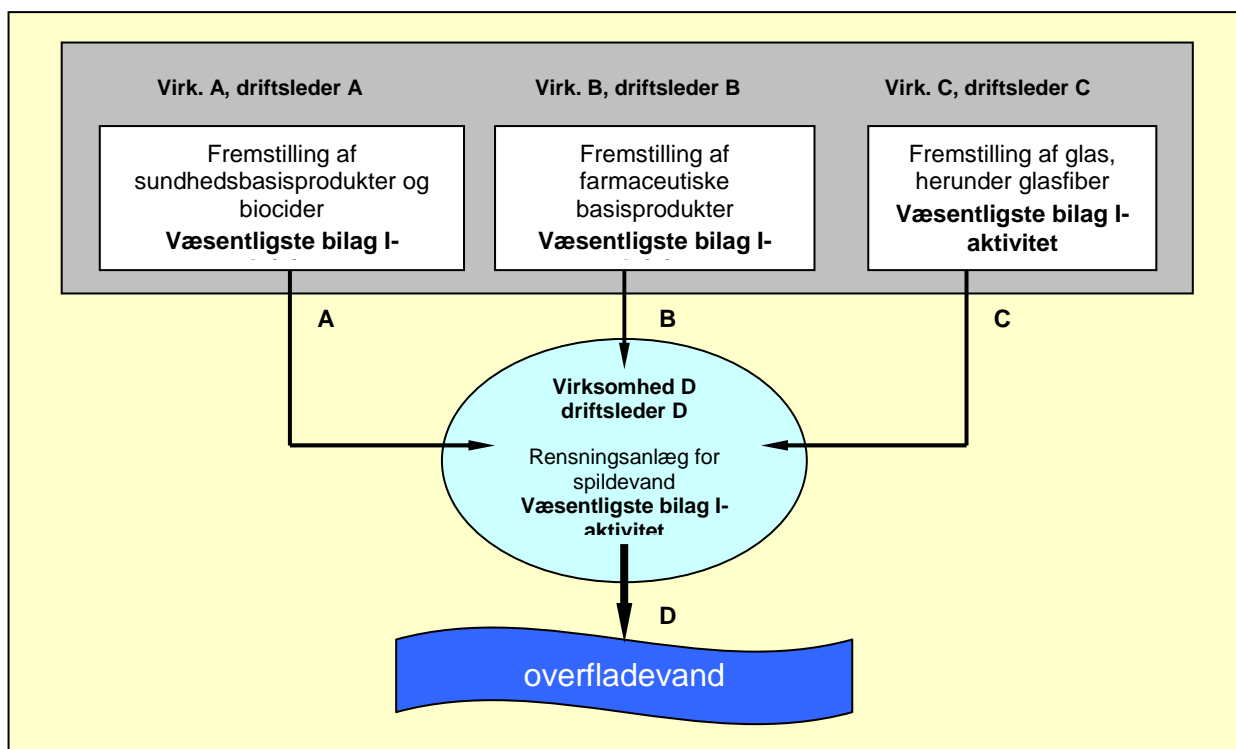 Virk. A, driftsleder A
Fremstilling af
sundhedsbasisprodukter og
biocider
Væsentligste bilag I-
Virk. B, driftsleder B
Fremstilling af
farmaceutiske
basisprodukter
Væsentligste bilag I-
Virk. C, driftsleder C
Fremstilling af glas,
herunder glasfiber
Væsentligste bilag I-
aktivitet
A
B
C
Virksomhed D
driftsleder D
Rensningsanlæg for
spildevand
Væsentligste bilag I-
aktivitet
D
overfladevand